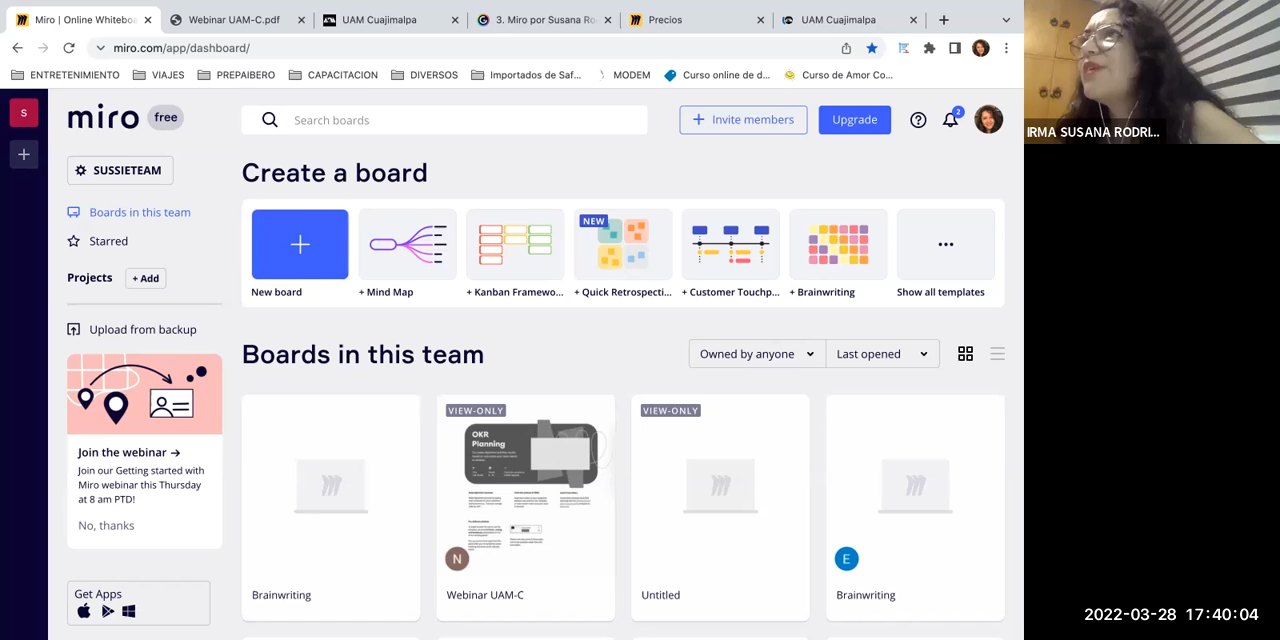 Miro | Online Whiteboa
Webinar UAM-C.pdf
UAM Cuajimalpa
3. Miro por Susana Ro
Precios
UAM Cuajimalpa
miro.com/app/dashboard/
ENTRETENIMIENTO
VIAJES
PREPAIBERO
CAPACITACION
DIVERSOS
Importados de Saf...
MODEM
Curso online de d...
Curso de Amor Co...
IRMA SUSANA RODRI...
S
miro free
Search boards
Invite members
Upgrade
2
SUSSIETEAM
Boards in this team
Starred
Projects
+ Add
Upload from backup
Join the webinar →
Join our Getting started with
Miro webinar this Thursday
at 8 am PTD!
No, thanks
Get Apps
Create a board
NEW
New board
+ Mind Map
+ Kanban Framewo...
+ Quick Retrospecti...
+ Customer Touchp...
+ Brainwriting
Show all templates
Boards in this team
Owned by anyone
Last opened
VIEW-ONLY
OKR
Planning
N
VIEW-ONLY
E
Brainwriting
Webinar UAM-C
Untitled
Brainwriting
2022-03-28 17:40:04